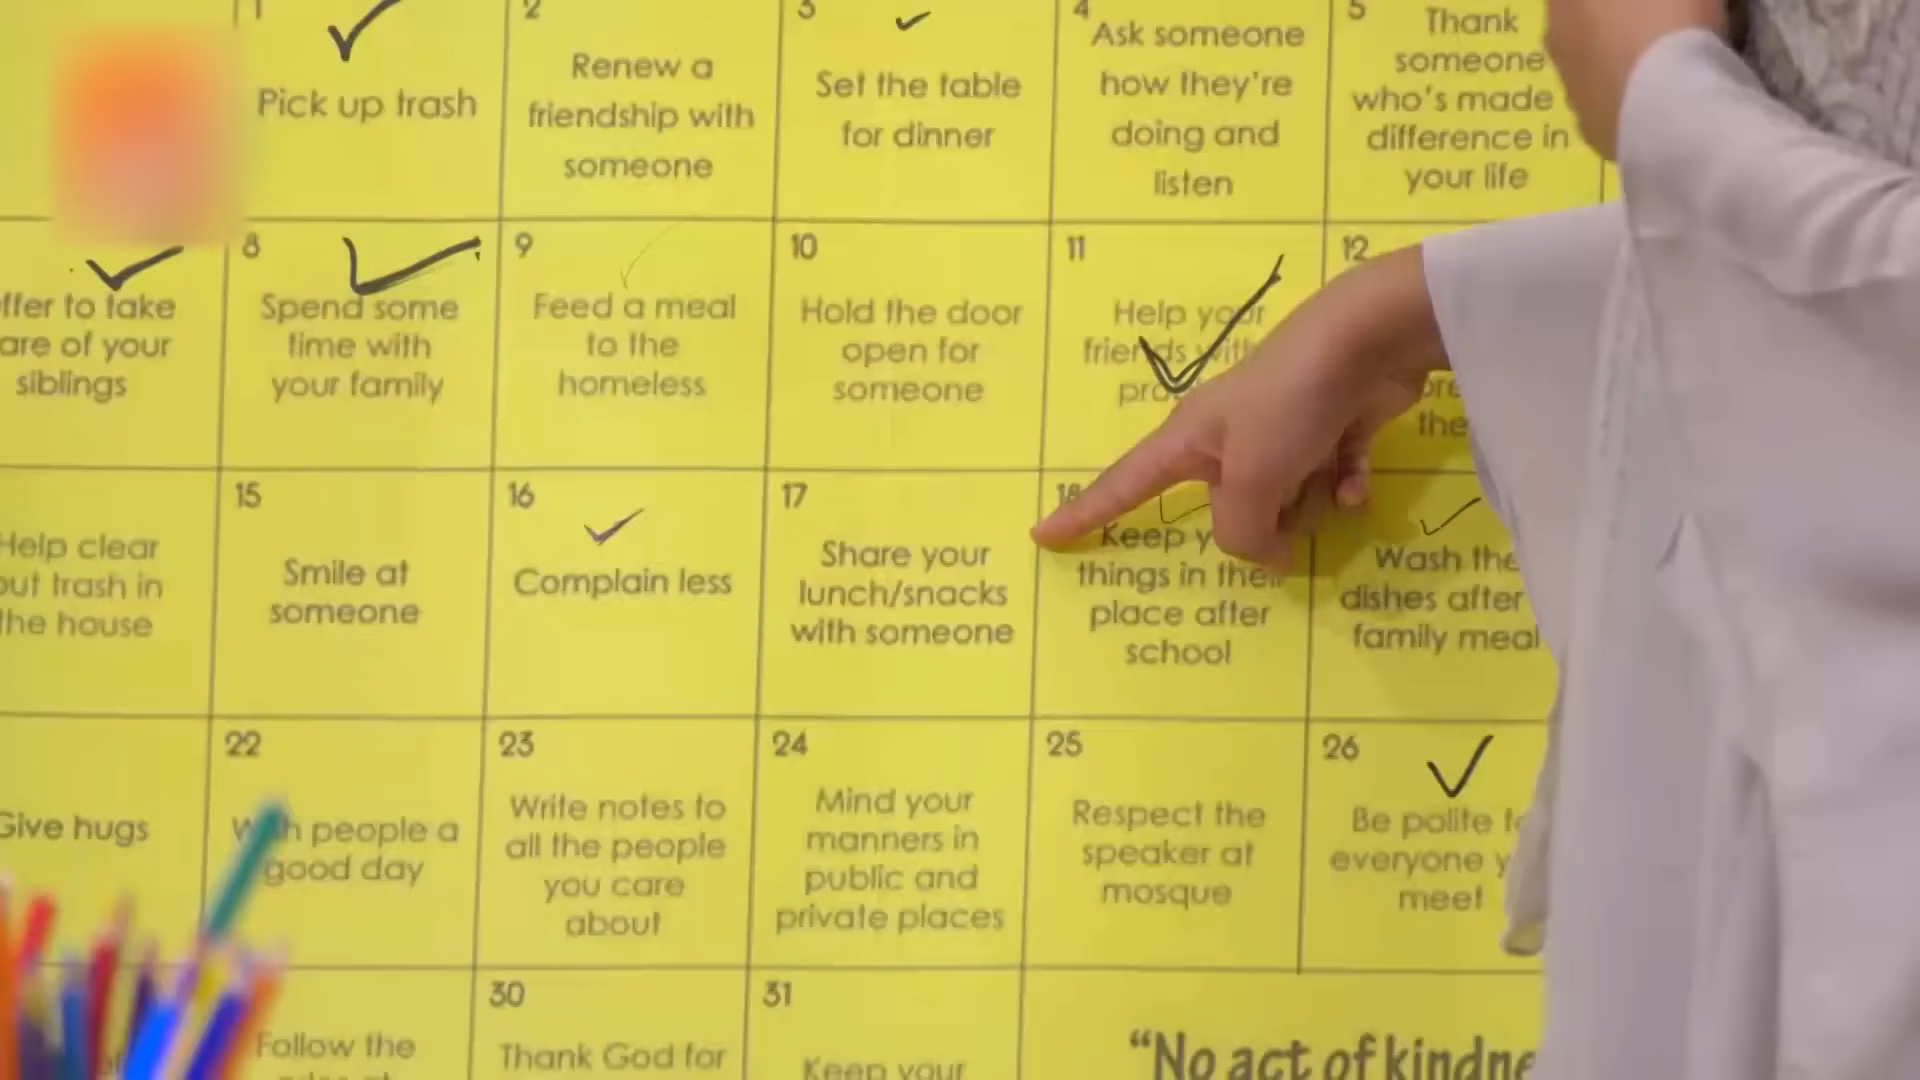 1
Pick up trash
2
Renew a
friendship with
someone
3
Set the table
for dinner
4
Ask someone
how they're
doing and
listen
5
Thank
someone
who's made
difference in
your life
to take
of your
siblings
8
Spend some
time with
your family
9
Feed a meal
to the
homeless
10
Hold the door
open for
someone
11
Help your
friends with
12
the
Help clear
out trash in
the house
15
Smile at
someone
16
Complain less
17
Share your
lunch/snacks
with someone
18
Keep
things in their
place after
school
Wash the
dishes after
family meal
Give hugs
22
people a
good day
23
Write notes to
all the people
you care
about
24
Mind your
manners in
public and
private places
25
Respect the
speaker at
mosque
26
Be polite
everyone
meet
Follow the
30
Thank God for
31
Keep your
"No act of